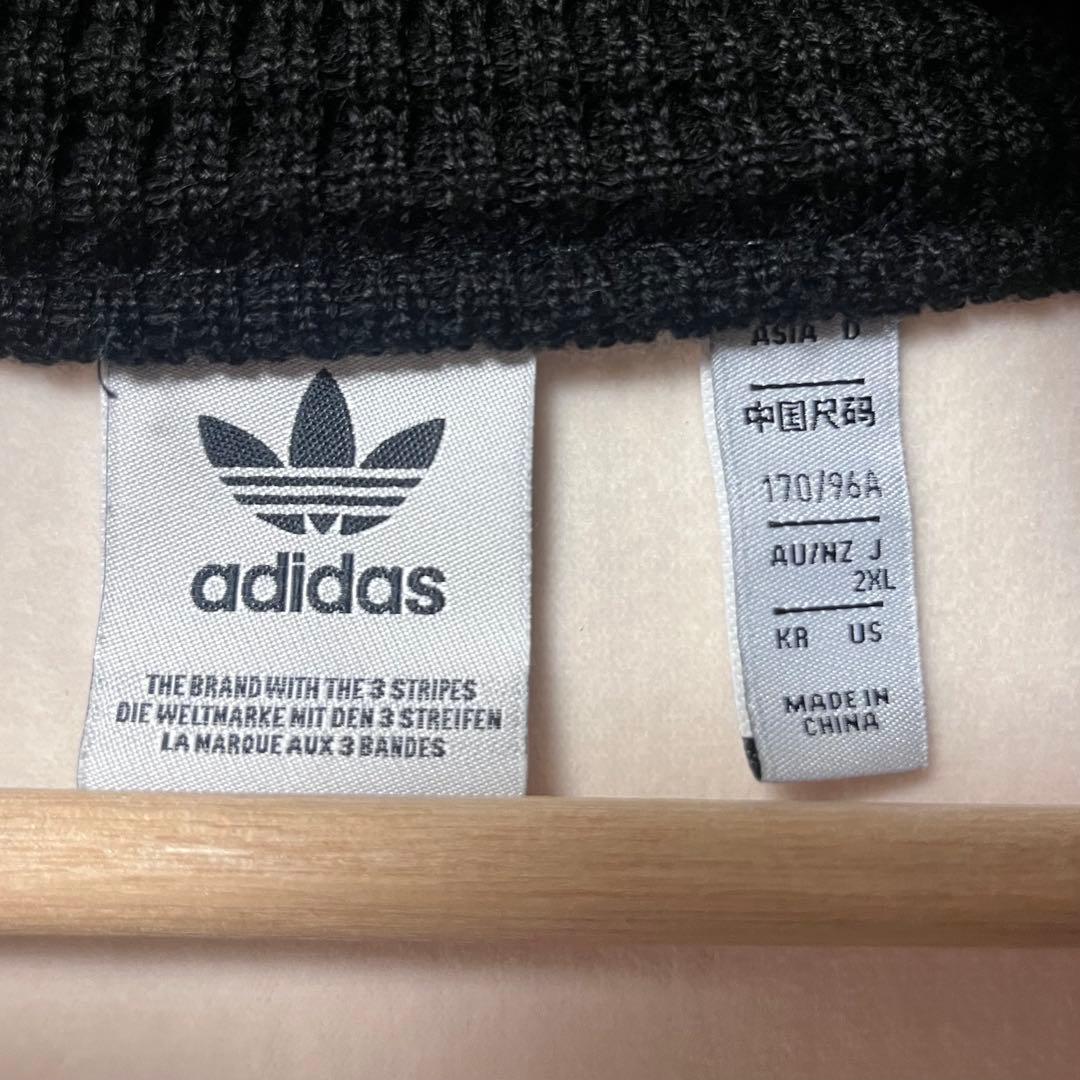 adidas
THE BRAND WITH THE 3 STRIPES
DIE WELTMARKE MIT DEN 3 STREIFEN
LA MARQUE AUX 3 BANDES
ASIA D
中国尺码
170/96A
AU/NZ J
2XL
KR US
MADE IN
CHINA